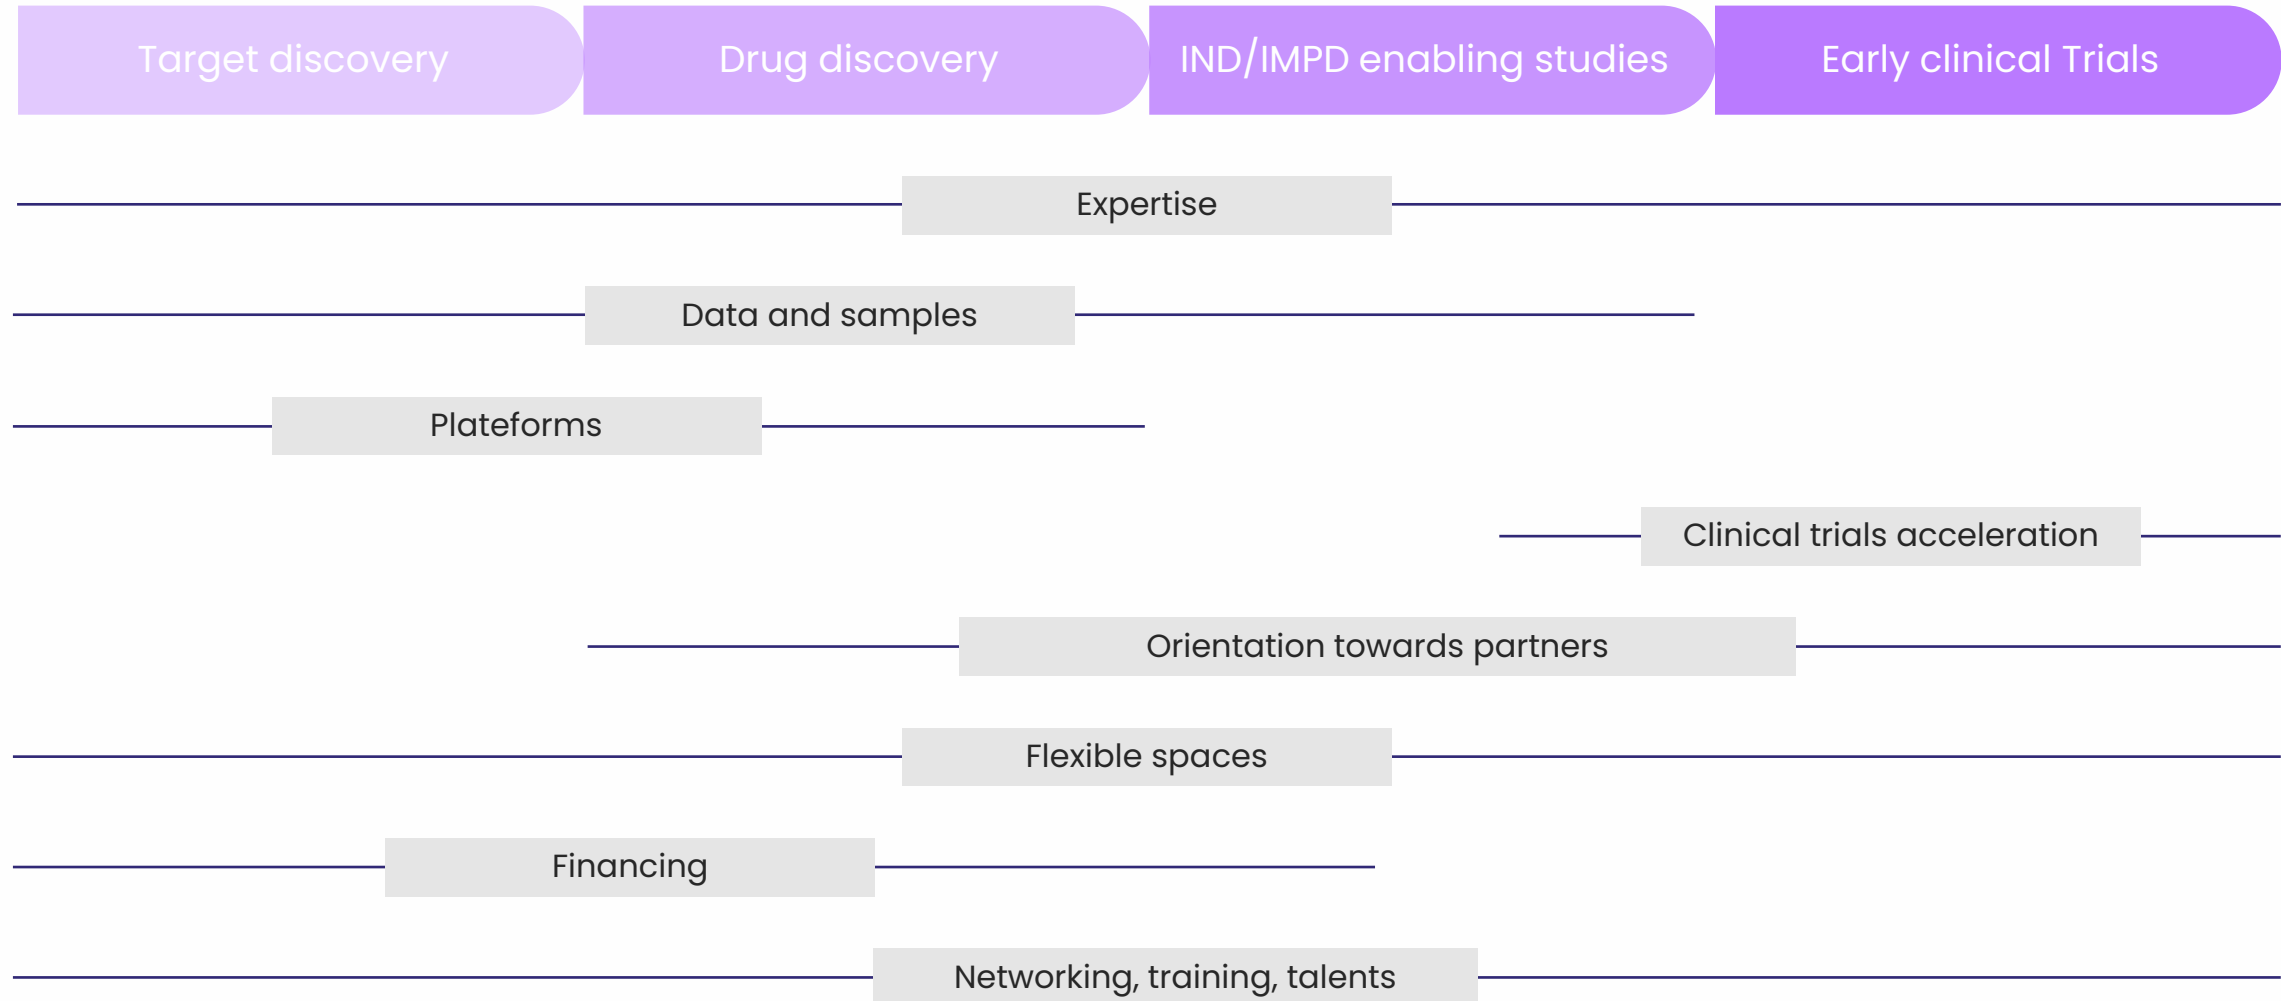 Target discovery
Drug discovery
IND/IMPD enabling studies
Early clinical Trials
Expertise
Data and samples
Plateforms
Clinical trials acceleration
Orientation towards partners
Flexible spaces
Financing
Networking, training, talents